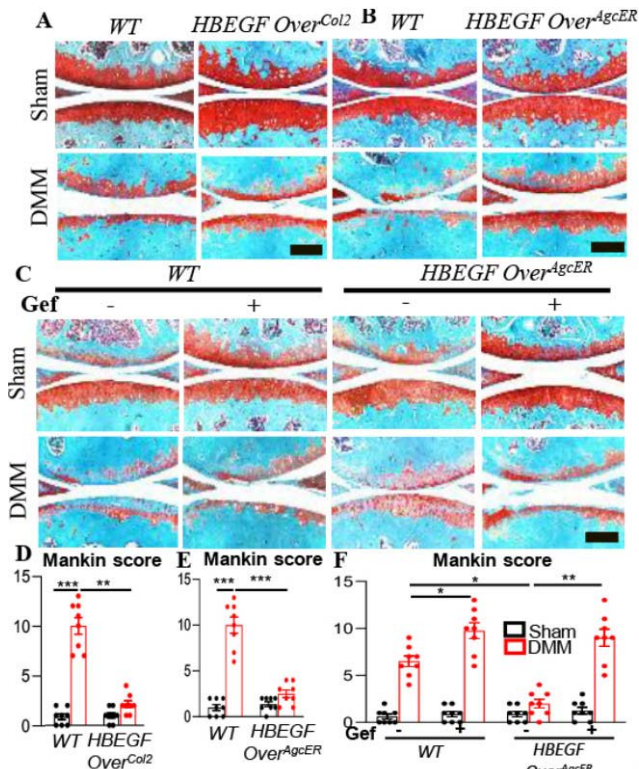 A WT HBEGF Over^Col2 B WT HBEGF Over^AgcER
Sham
DMM
C WT HBEGF Over^AgcER
Gef - + - +
Sham
DMM
D Mankin score
15
10
5
0
*** **
WT HBEGF
Over^Col2
E Mankin score
15
10
5
0
*** ***
WT HBEGF
Over^AgcER
F Mankin score
15
10
5
0
* * **
Sham
DMM
Gef - + - +
WT HBEGF
Over^AgcER